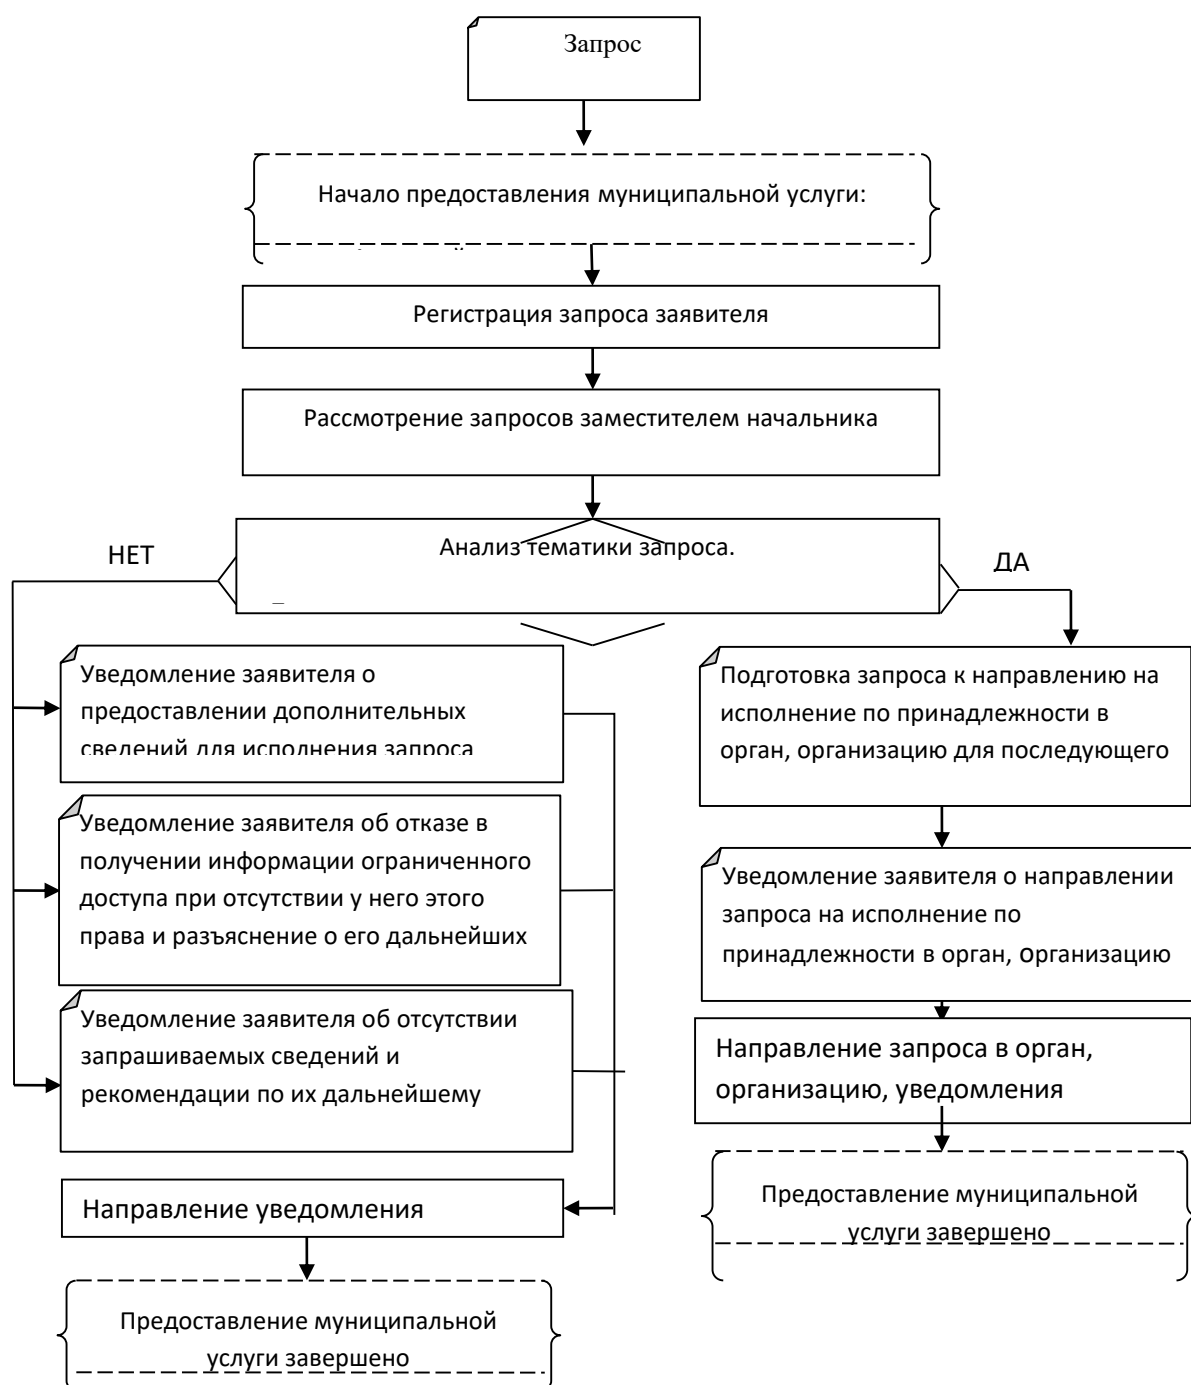 Запрос
Начало предоставления муниципальной услуги:
Регистрация запроса заявителя
Рассмотрение запросов заместителем начальника
Анализ тематики запроса.
НЕТ
ДА
Уведомление заявителя о
предоставлении дополнительных
сведений для исполнения запроса
Уведомление заявителя об отказе в
получении информации ограниченного
доступа при отсутствии у него этого
права и разъяснение о его дальнейших
Уведомление заявителя об отсутствии
запрашиваемых сведений и
рекомендации по их дальнейшему
Направление уведомления
Предоставление муниципальной
услуги завершено
Подготовка запроса к направлению на
исполнение по принадлежности в
орган, организацию для последующего
Уведомление заявителя о направлении
запроса на исполнение по
принадлежности в орган, организацию
Направление запроса в орган,
организацию, уведомления
Предоставление муниципальной
услуги завершено